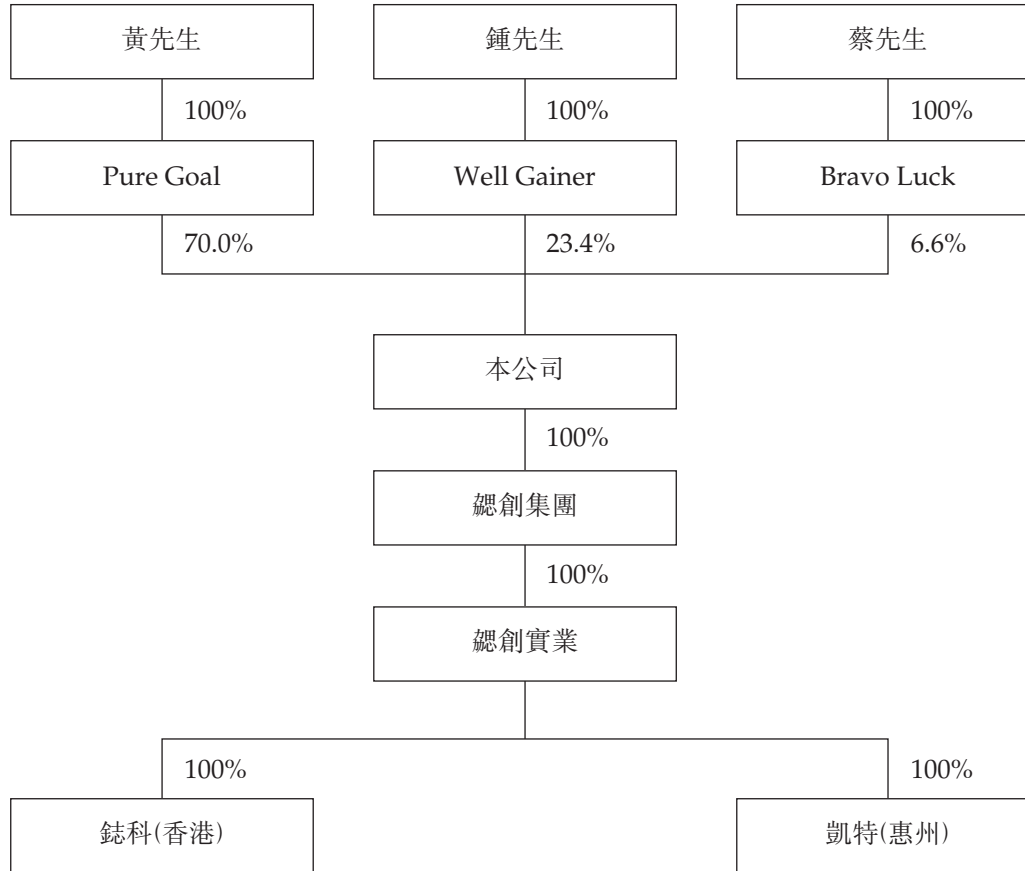 黃先生
鍾先生
蔡先生
100%
100%
100%
Pure Goal
Well Gainer
Bravo Luck
70.0%
23.4%
6.6%
本公司
100%
勰創集團
100%
勰創實業
100%
100%
鋕科(香港)
凱特(惠州)